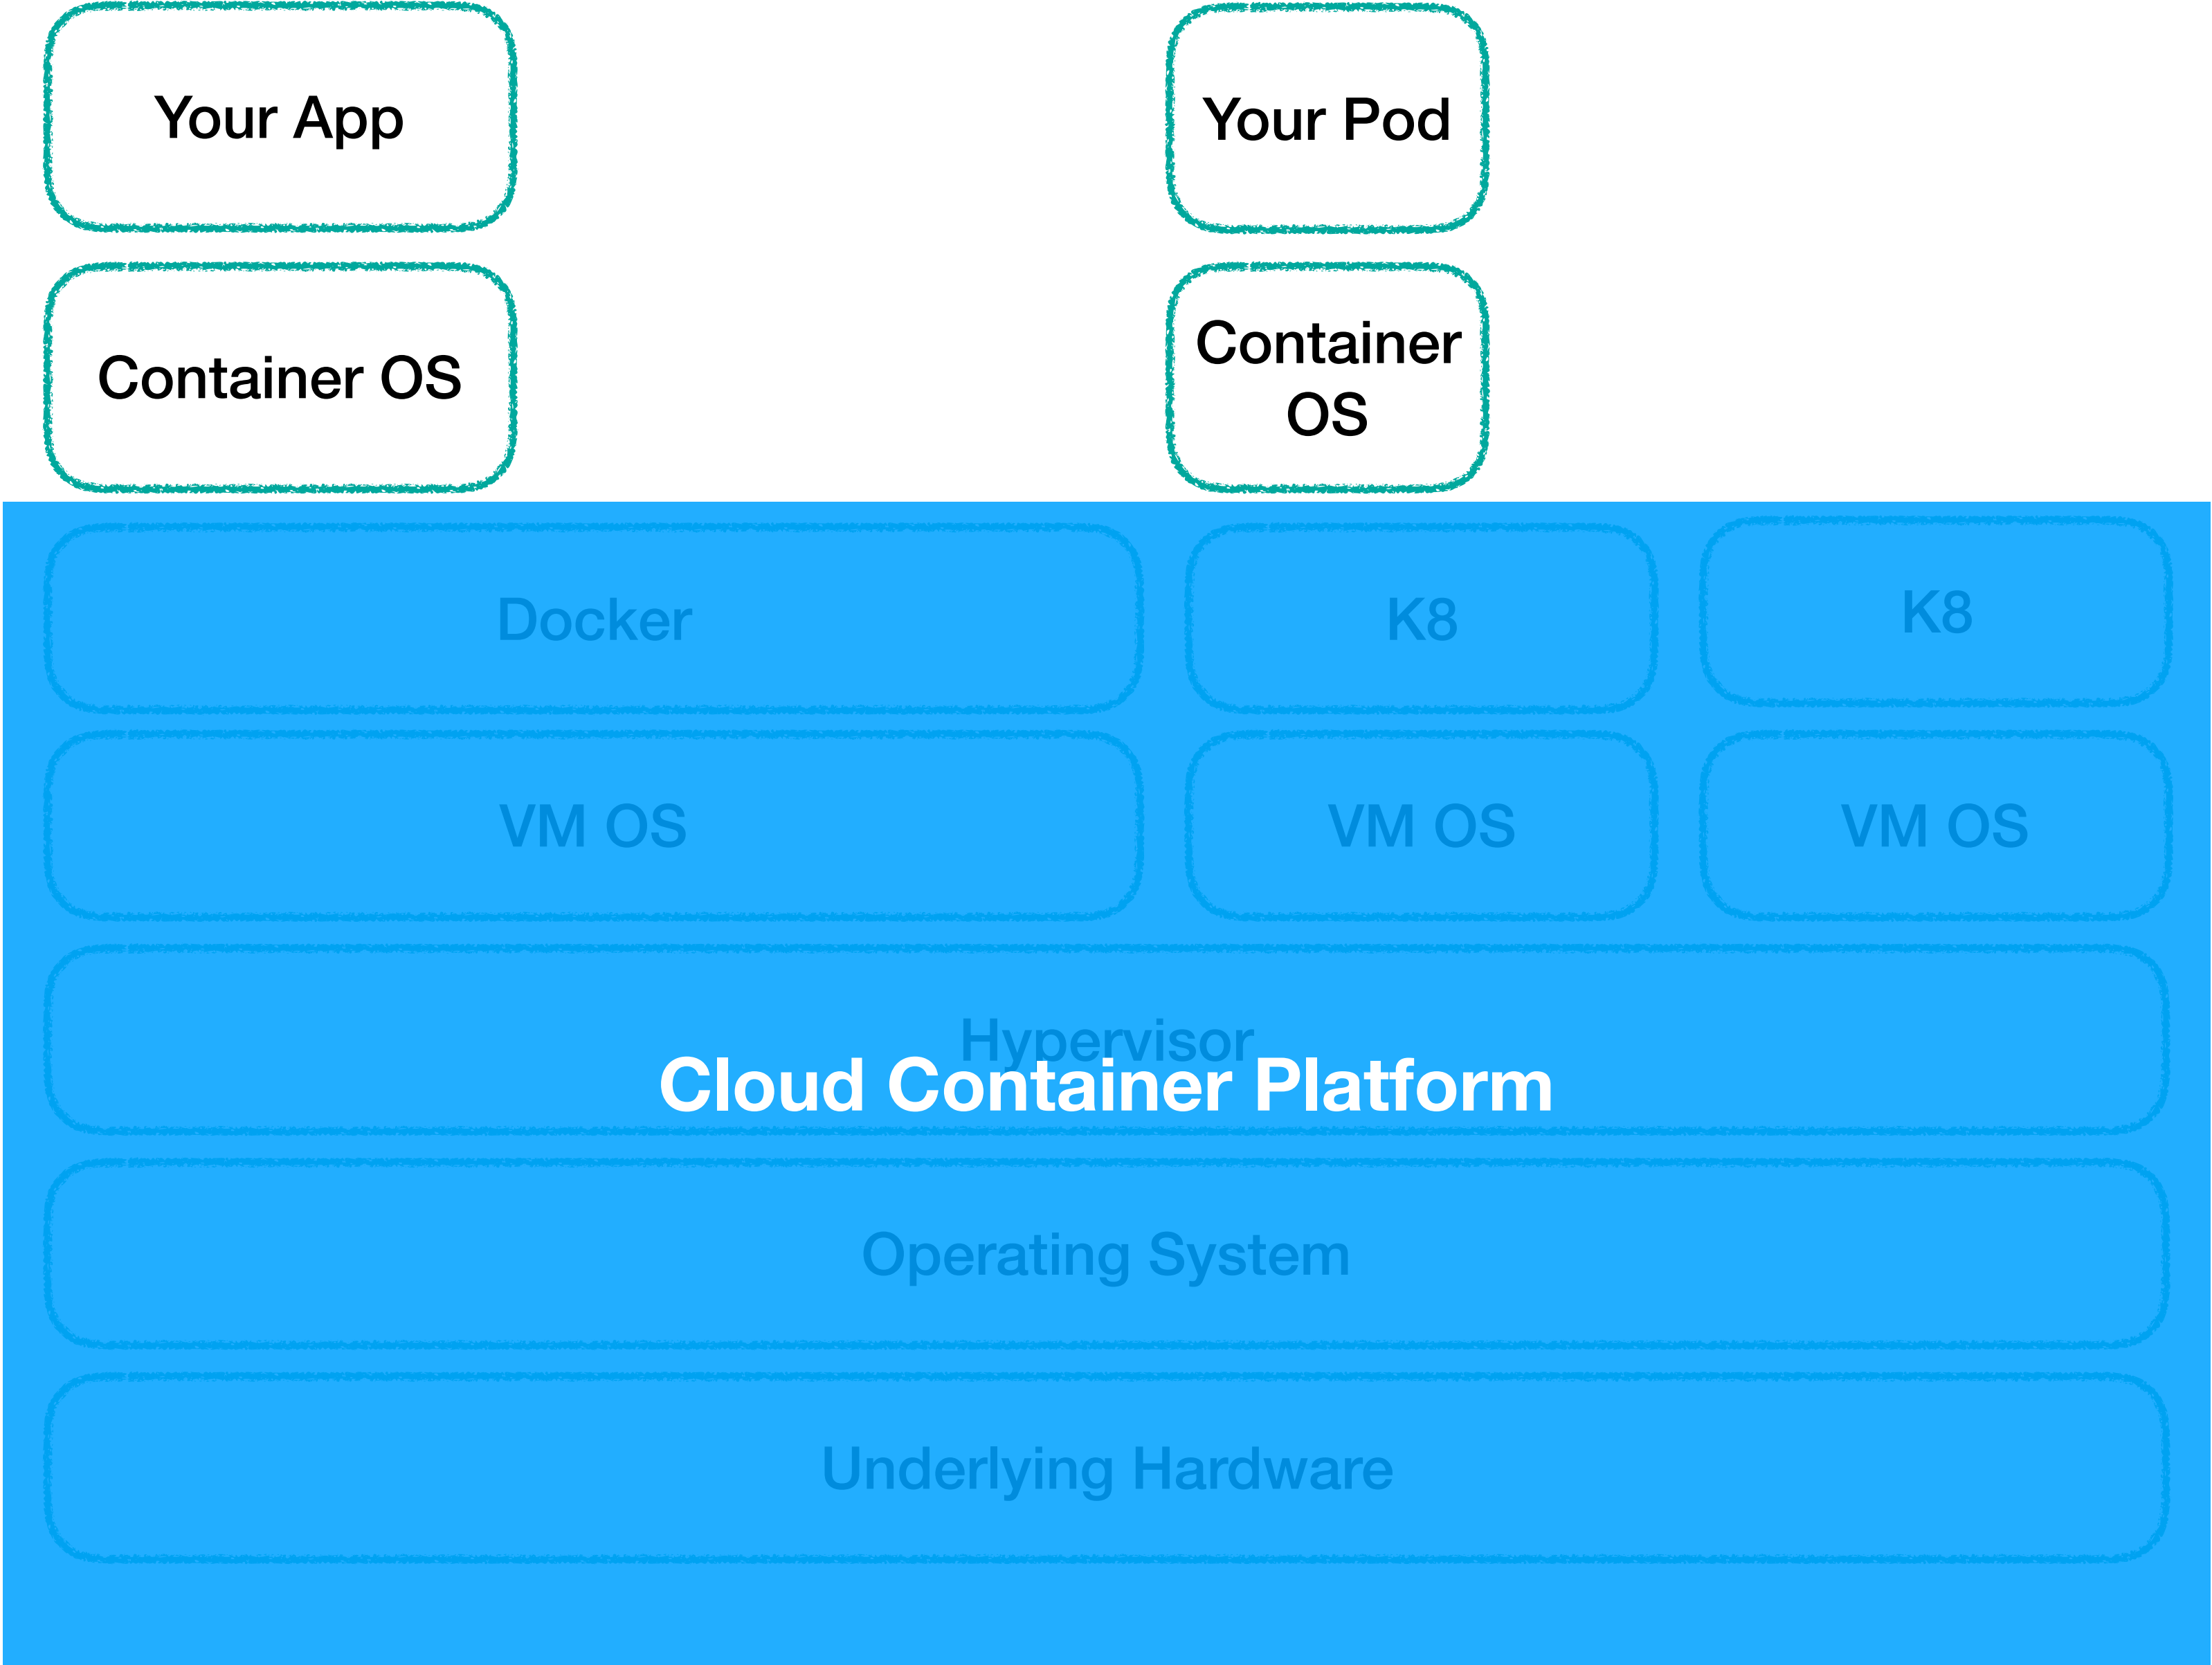 Your App
Your Pod
Container OS
Container
OS
Docker
K8
K8
VM OS
VM OS
VM OS
Hypervisor
Cloud Container Platform
Operating System
Underlying Hardware